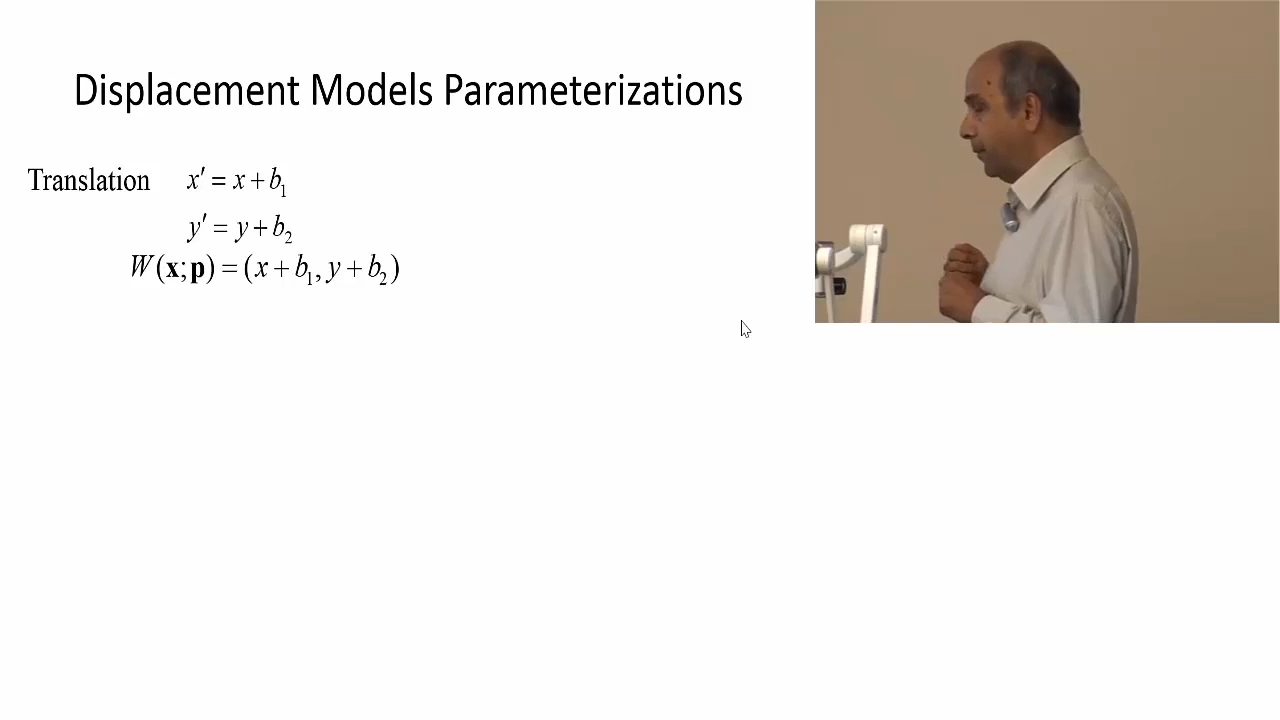 Displacement Models Parameterizations
Translation x′ = x + b₁
y′ = y + b₂
W(x;p) = (x + b₁, y + b₂)